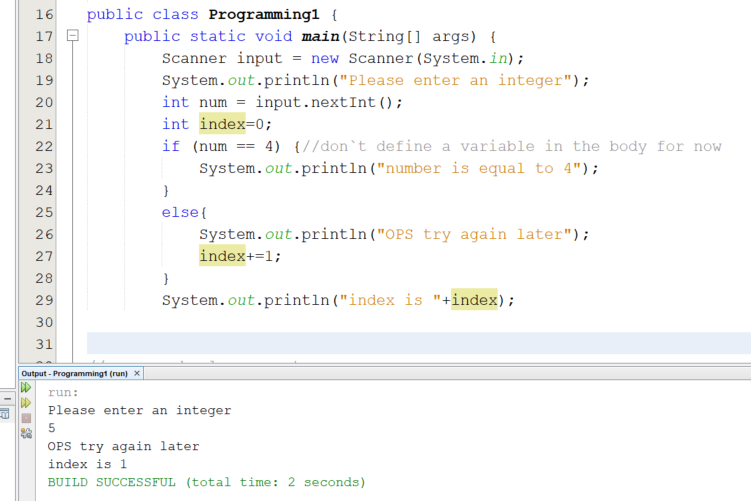 16 public class Programming1 {
17 public static void main(String[] args) {
18 Scanner input = new Scanner(System.in);
19 System.out.println("Please enter an integer");
20 int num = input.nextInt();
21 int index=0;
22 if (num == 4) {//don`t define a variable in the body for now
23 System.out.println("number is equal to 4");
24 }
25 else{
26 System.out.println("OPS try again later");
27 index+=1;
28 }
29 System.out.println("index is "+index);
30
31
Output - Programming1 (run) ×
run:
Please enter an integer
5
OPS try again later
index is 1
BUILD SUCCESSFUL (total time: 2 seconds)